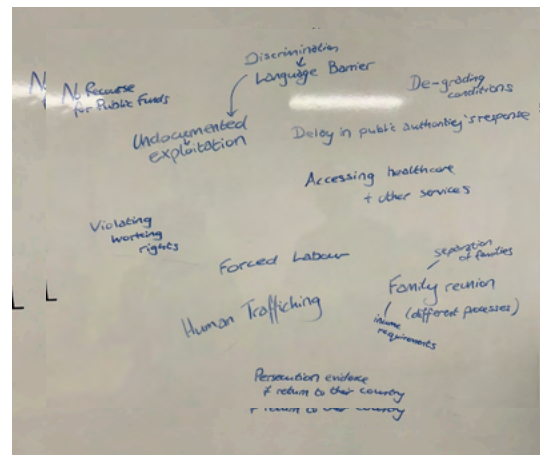 Discrimination
Language Barrier
De-grading
conditions
N No Recourse
for Public Funds
Undocumented
exploitation
Delay in public authority's response
Accessing healthcare
+ other services
Violating
working
rights
Forced Labour
separation
of families
Family reunion
(different processes)
income
requirements
Human Trafficking
Persecution evidence
≠ return to their country
≠ return to their country
L L